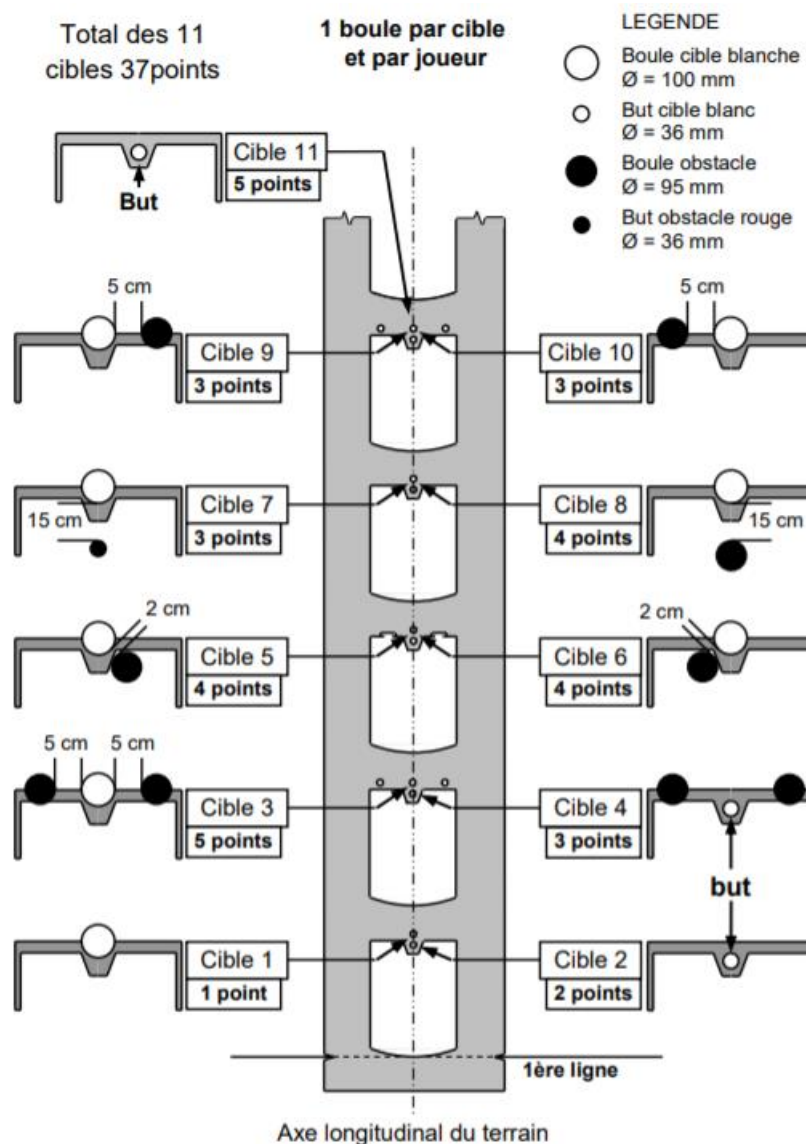 Total des 11
cibles 37points
1 boule par cible
et par joueur
LEGENDE
Boule cible blanche
Ø = 100 mm
But cible blanc
Ø = 36 mm
Boule obstacle
Ø = 95 mm
But obstacle rouge
Ø = 36 mm
Cible 11
5 points
But
5 cm
Cible 9
3 points
5 cm
Cible 10
3 points
15 cm
Cible 7
3 points
Cible 8
4 points
15 cm
2 cm
Cible 5
4 points
2 cm
Cible 6
4 points
5 cm
5 cm
Cible 3
5 points
Cible 4
3 points
but
Cible 1
1 point
Cible 2
2 points
1ère ligne
Axe longitudinal du terrain